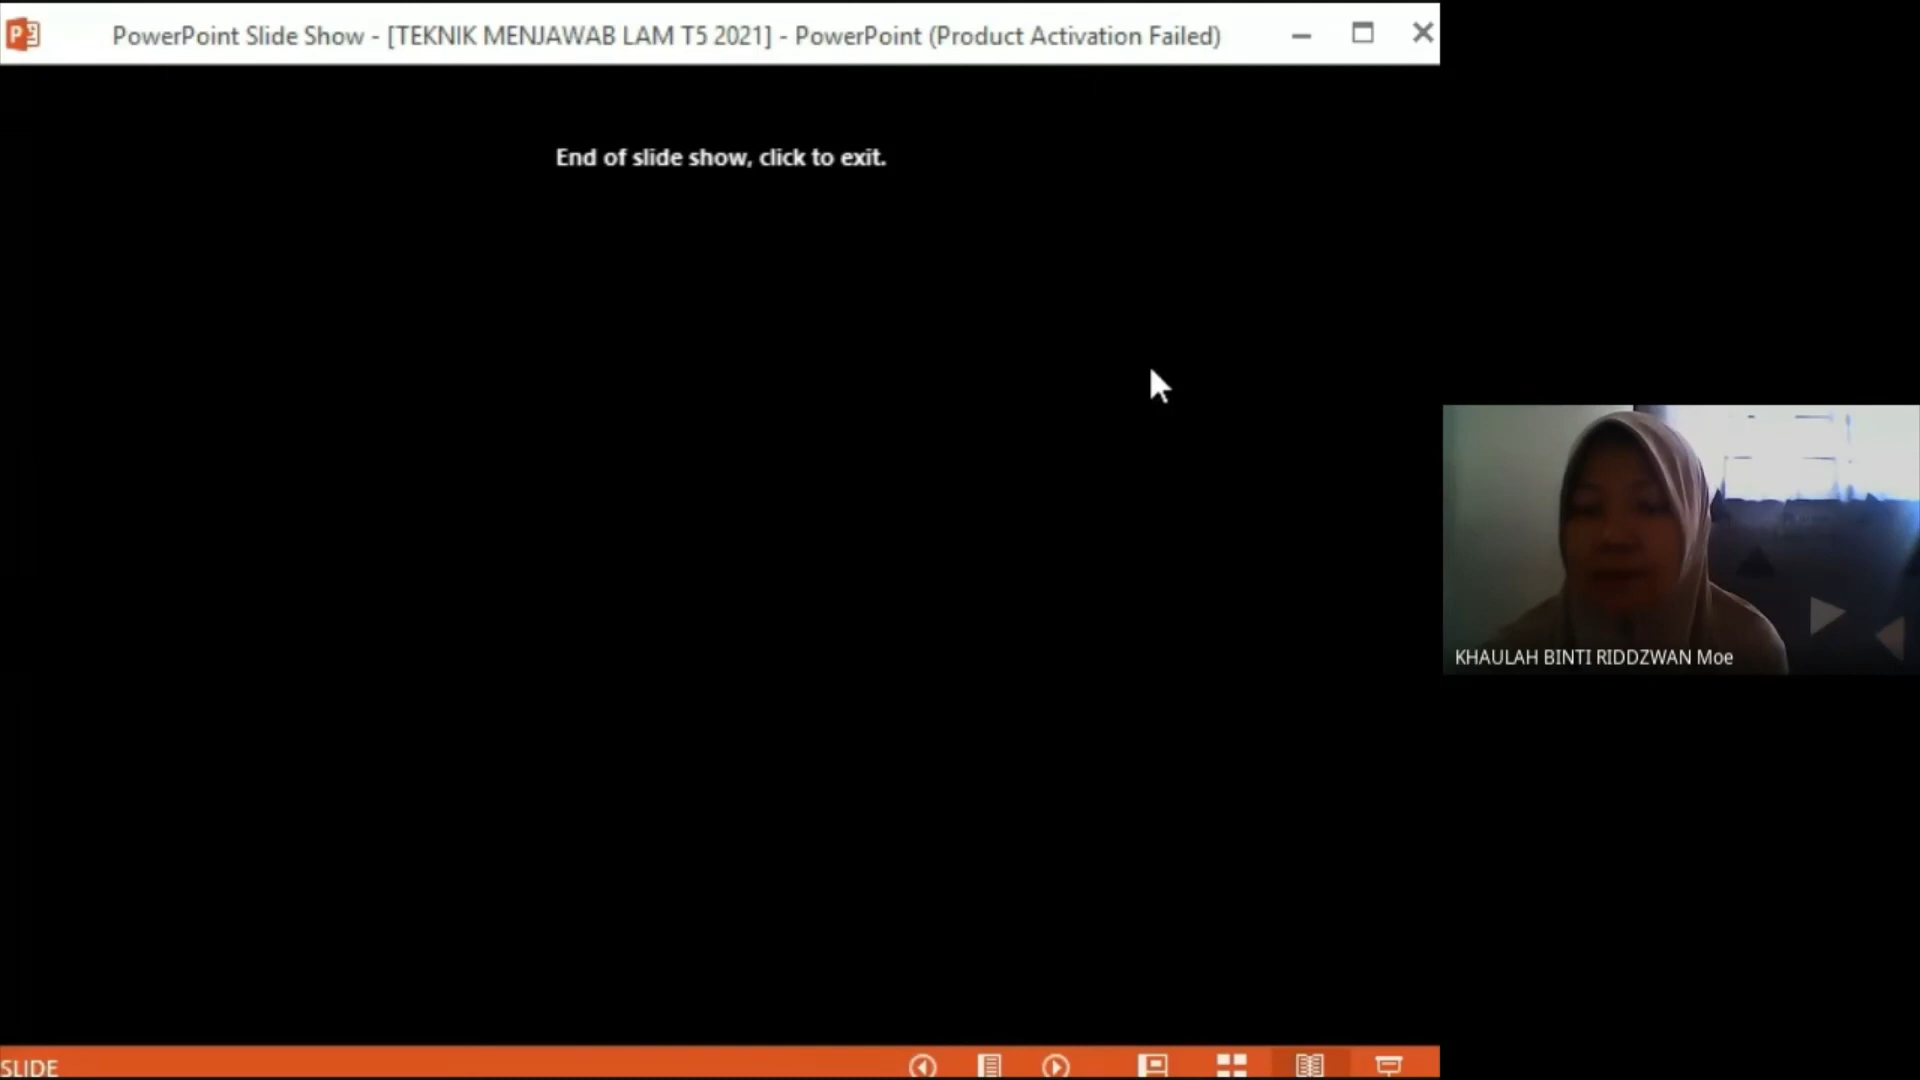 PowerPoint Slide Show - [TEKNIK MENJAWAB LAM T5 2021] - PowerPoint (Product Activation Failed)
End of slide show, click to exit.
KHAULAH BINTI RIDDZWAN Moe
SLIDE